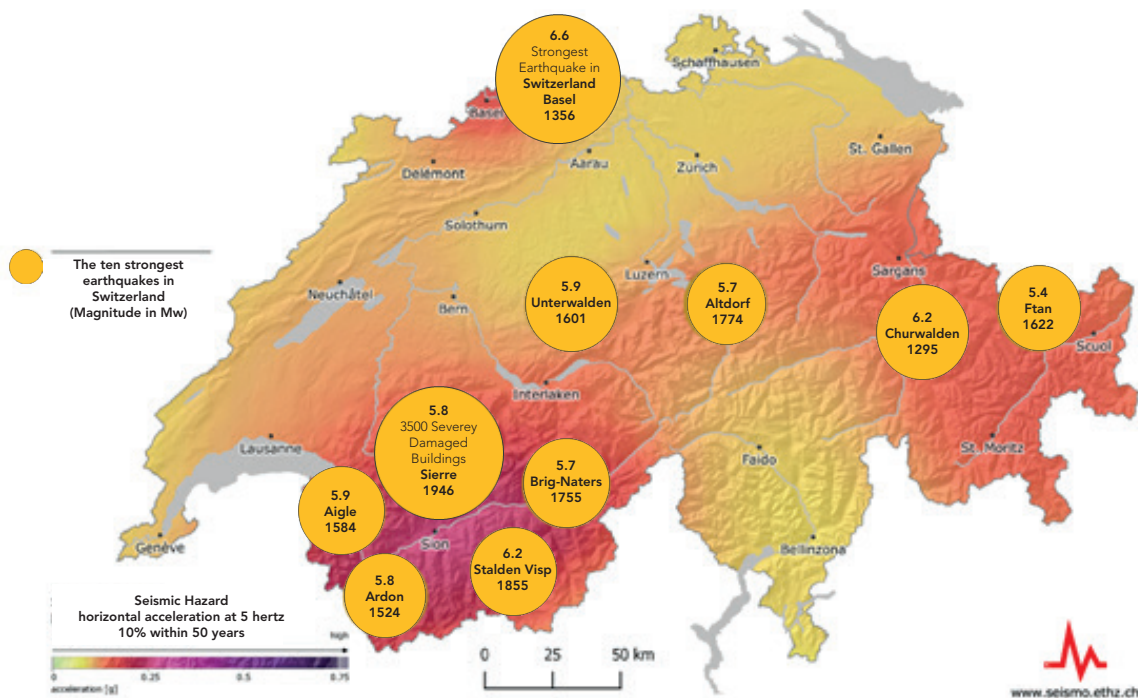 6.6
Strongest
Earthquake in
Switzerland
Basel
1356
Schaffhausen
Basel
St. Gallen
Aarau
Zürich
Delémont
Solothurn
The ten strongest
earthquakes in
Switzerland
(Magnitude in Mw)
Neuchâtel
Bern
5.9
Unterwalden
1601
Luzern
5.7
Altdorf
1774
Sargans
6.2
Churwalden
1295
5.4
Ftan
1622
Scuol
Interlaken
St. Moritz
5.8
3500 Severey
Damaged
Buildings
Sierre
1946
Lausanne
Faido
5.7
Brig-Naters
1755
5.9
Aigle
1584
Sion
Genève
Bellinzona
6.2
Stalden Visp
1855
5.8
Ardon
1524
Seismic Hazard
horizontal acceleration at 5 hertz
10% within 50 years
high
0 0.25 0.5 0.75
acceleration [g]
0 25 50 km
www.seismo.ethz.ch